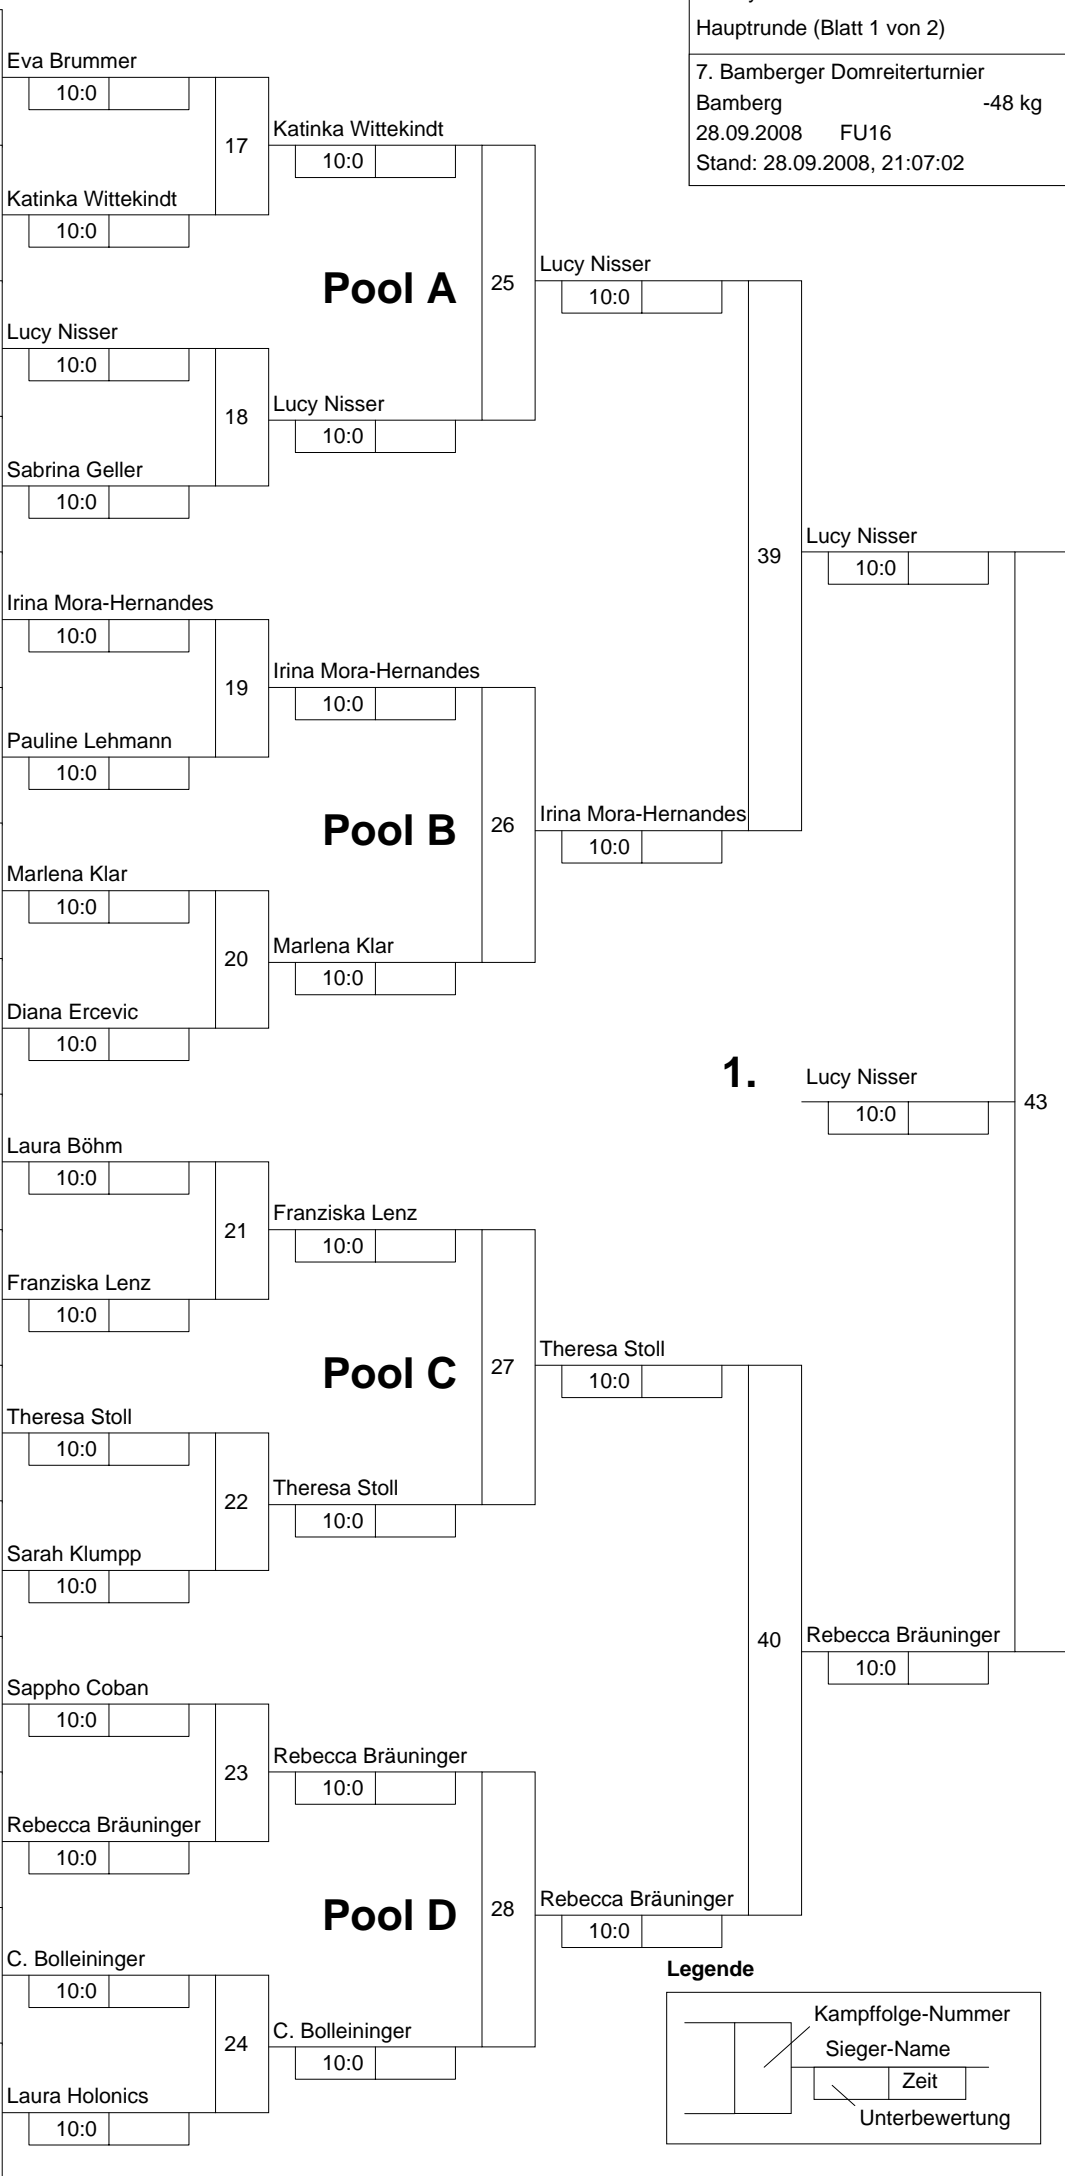 Hauptrunde (Blatt 1 von 2)
7. Bamberger Domreiterturnier
Bamberg -48 kg
28.09.2008 FU16
Stand: 28.09.2008, 21:07:02
Eva Brummer
10:0
17
Katinka Wittekindt
10:0
Katinka Wittekindt
10:0
Pool A
25
Lucy Nisser
10:0
Lucy Nisser
10:0
18
Lucy Nisser
10:0
Sabrina Geller
10:0
39
Lucy Nisser
10:0
Irina Mora-Hernandes
10:0
19
Irina Mora-Hernandes
10:0
Pauline Lehmann
10:0
Pool B
26
Irina Mora-Hernandes
10:0
Marlena Klar
10:0
20
Marlena Klar
10:0
Diana Ercevic
10:0
1.
Lucy Nisser
10:0
43
Laura Böhm
10:0
21
Franziska Lenz
10:0
Franziska Lenz
10:0
Pool C
27
Theresa Stoll
10:0
Theresa Stoll
10:0
22
Theresa Stoll
10:0
Sarah Klumpp
10:0
40
Rebecca Bräuninger
10:0
Sappho Coban
10:0
23
Rebecca Bräuninger
10:0
Rebecca Bräuninger
10:0
Pool D
28
Rebecca Bräuninger
10:0
C. Bolleininger
10:0
24
C. Bolleininger
10:0
Laura Holonics
10:0
Legende
Kampffolge-Nummer
Sieger-Name
Zeit
Unterbewertung